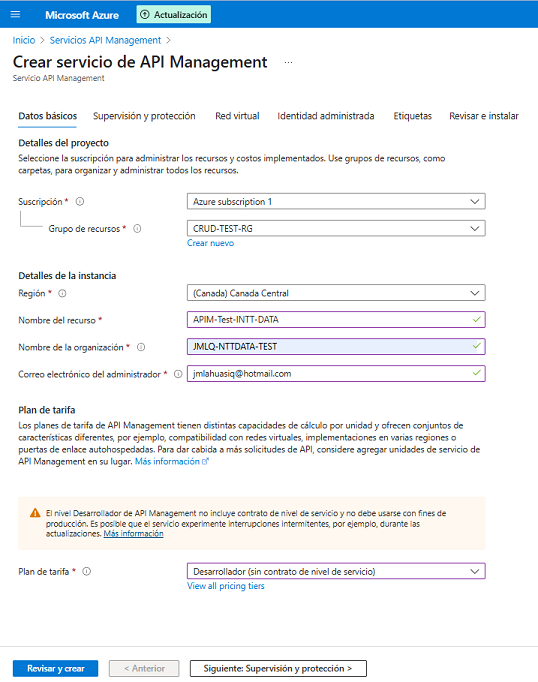 Microsoft Azure
Actualización
Inicio > Servicios API Management >
Crear servicio de API Management ...
Servicio API Management
Datos básicos Supervisión y protección Red virtual Identidad administrada Etiquetas Revisar e instalar
Detalles del proyecto
Seleccione la suscripción para administrar los recursos y costos implementados. Use grupos de recursos, como
carpetas, para organizar y administrar todos los recursos.
Suscripción * Azure subscription 1
Grupo de recursos * CRUD-TEST-RG
Crear nuevo
Detalles de la instancia
Región * (Canada) Canada Central
Nombre del recurso * APIM-Test-INTT-DATA
Nombre de la organización * JMLQ-NTTDATA-TEST
Correo electrónico del administrador * jmlahuasiq@hotmail.com
Plan de tarifa
Los planes de tarifa de API Management tienen distintas capacidades de cálculo por unidad y ofrecen conjuntos de
características diferentes, por ejemplo, compatibilidad con redes virtuales, implementaciones en varias regiones o
puertas de enlace autohospedadas. Para dar cabida a más solicitudes de API, considere agregar unidades de servicio de
API Management en su lugar. Más información
El nivel Desarrollador de API Management no incluye contrato de nivel de servicio y no debe usarse con fines de
producción. Es posible que el servicio experimente interrupciones intermitentes, por ejemplo, durante las
actualizaciones. Más información
Plan de tarifa * Desarrollador (sin contrato de nivel de servicio)
View all pricing tiers
Revisar y crear < Anterior Siguiente: Supervisión y protección >